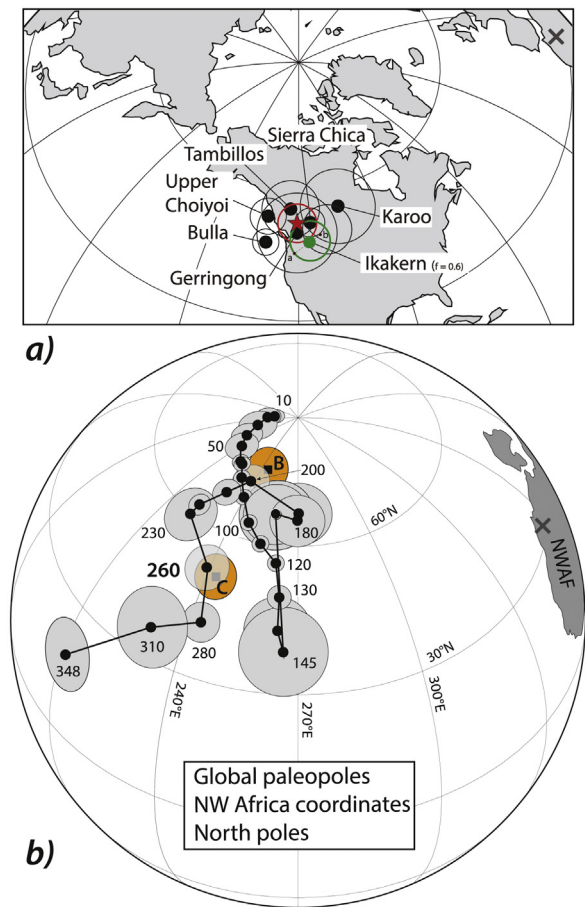 Sierra Chica
Tambillos
Upper
Choiyoi
Karoo
Bulla
b
a
Ikakern (f = 0.6)
Gerringong
a)
10
50
B
200
100
180
230
60°N
NWAF
120
260
C
130
280
310
348
145
30°N
240°E
270°E
300°E
Global paleopoles
NW Africa coordinates
North poles
b)